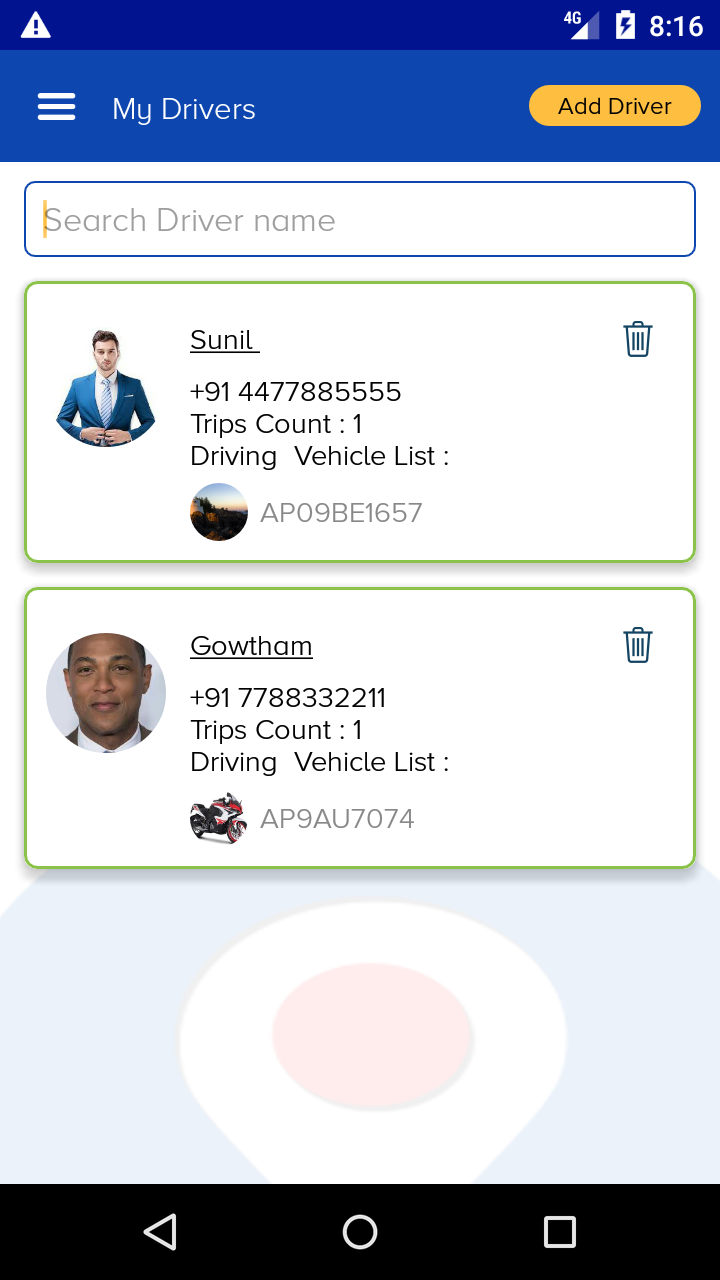 4G 8:16
My Drivers
Add Driver
Search Driver name
Sunil
+91 4477885555
Trips Count : 1
Driving Vehicle List :
AP09BE1657
Gowtham
+91 7788332211
Trips Count : 1
Driving Vehicle List :
AP9AU7074